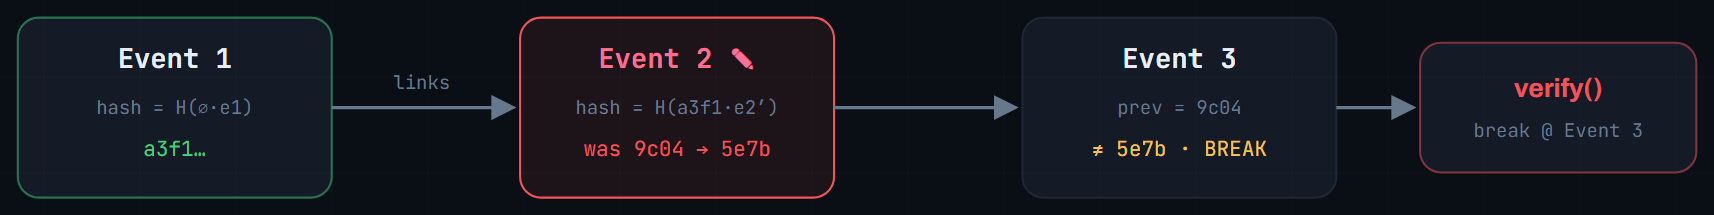 Event 1
hash = H(∅·e1)
a3f1…
links
Event 2 ✏
hash = H(a3f1·e2′)
was 9c04 → 5e7b
Event 3
prev = 9c04
≠ 5e7b · BREAK
verify()
break @ Event 3